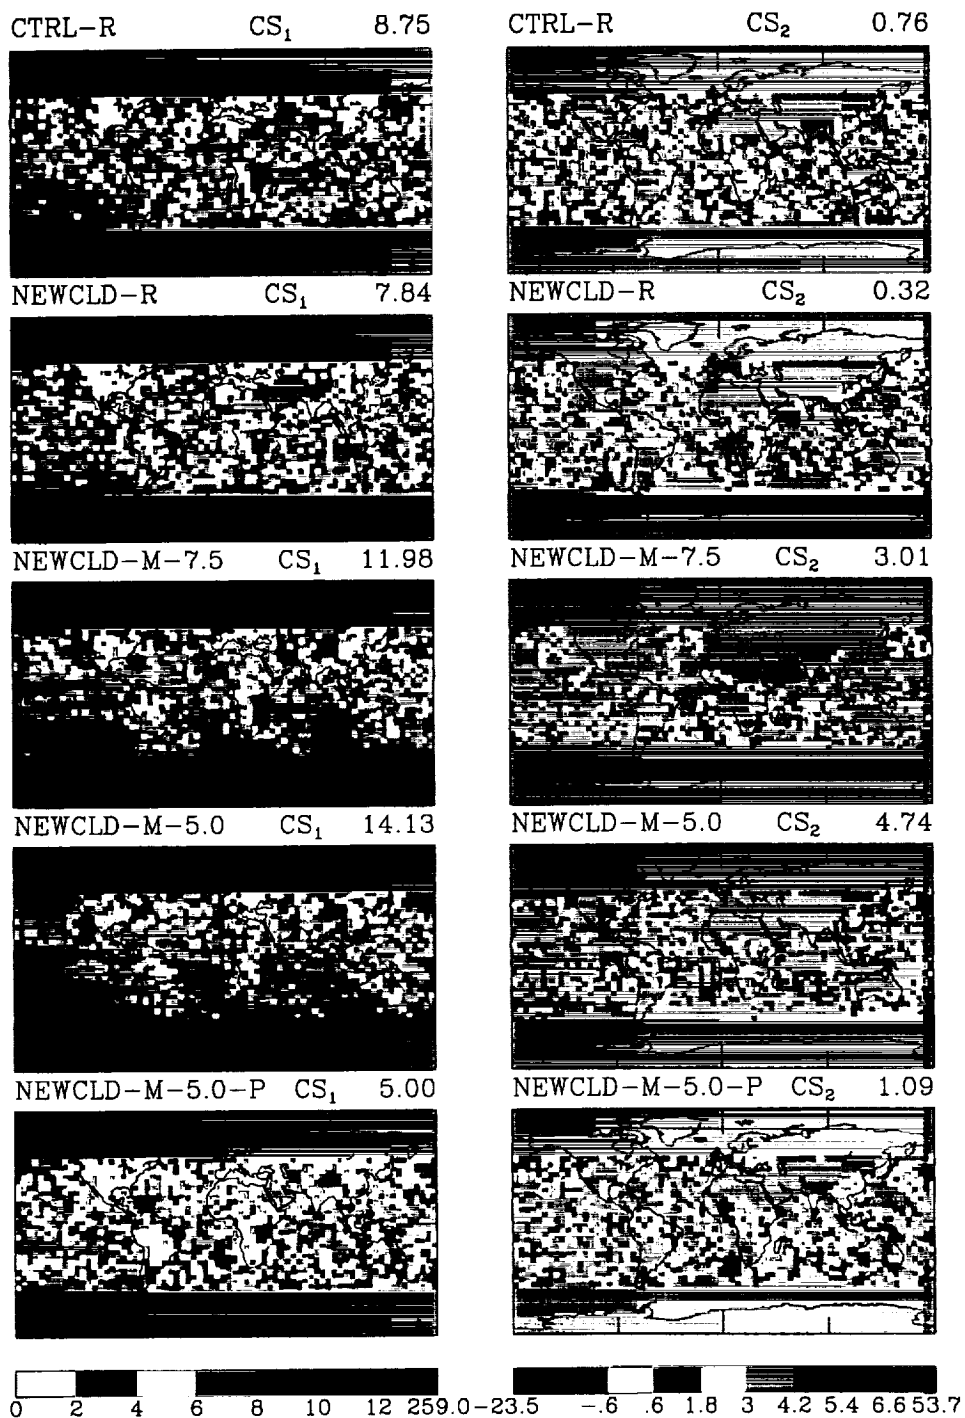 CTRL-R CS₁ 8.75
CTRL-R CS₂ 0.76
NEWCLD-R CS₁ 7.84
NEWCLD-R CS₂ 0.32
NEWCLD-M-7.5 CS₁ 11.98
NEWCLD-M-7.5 CS₂ 3.01
NEWCLD-M-5.0 CS₁ 14.13
NEWCLD-M-5.0 CS₂ 4.74
NEWCLD-M-5.0-P CS₁ 5.00
NEWCLD-M-5.0-P CS₂ 1.09
0 2 4 6 8 10 12 259.0
-23.5 -.6 .6 1.8 3 4.2 5.4 6.6 53.7